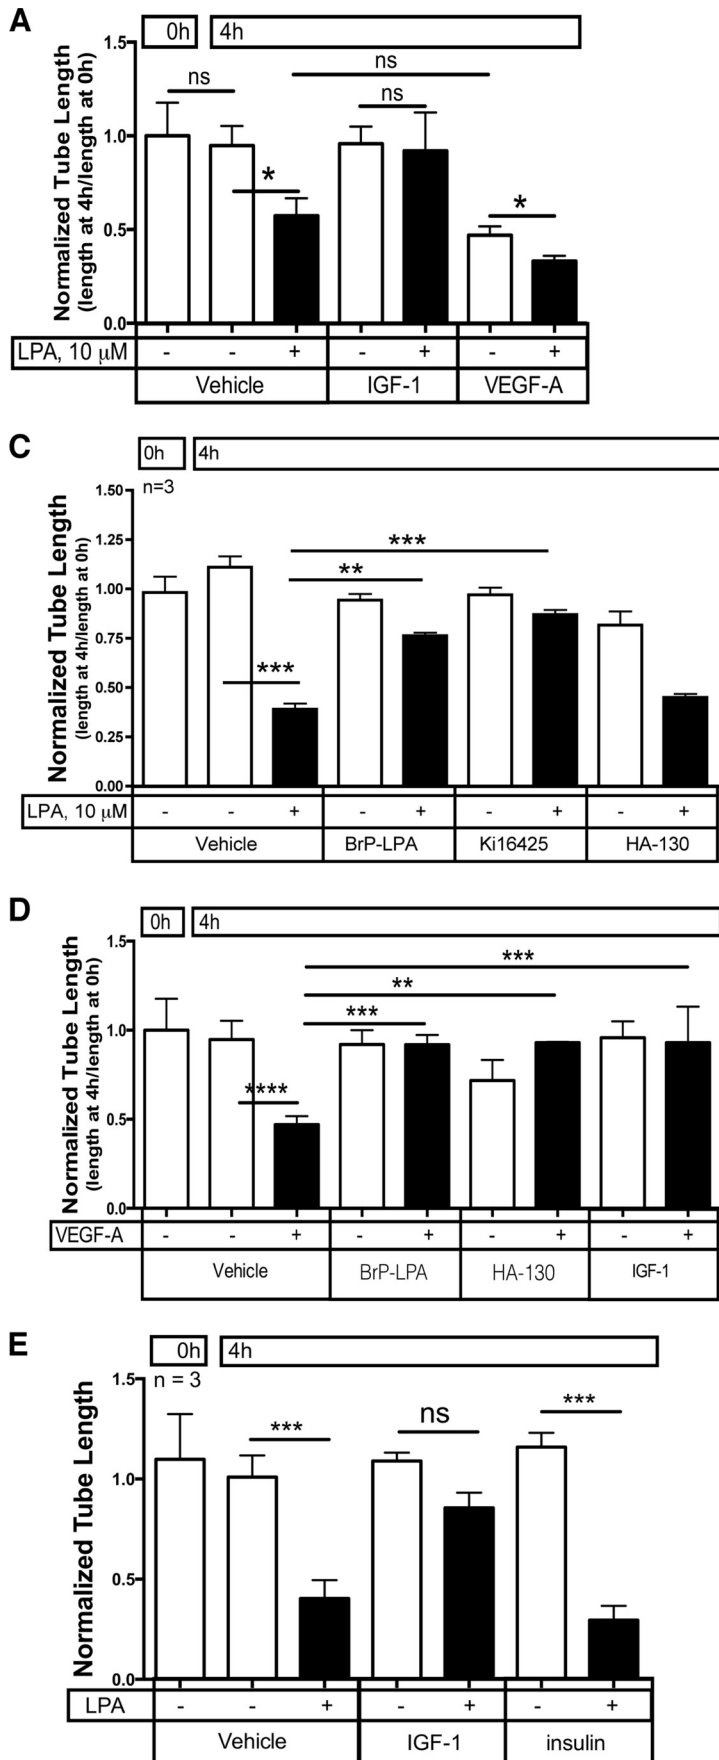 A
0h 4h
Normalized Tube Length
(length at 4h/length at 0h)
1.5
1.0
0.5
0.0
ns
*
ns
ns
*
LPA, 10 µM - - + - + - +
Vehicle IGF-1 VEGF-A
C
0h 4h
n=3
Normalized Tube Length
(length at 4h/length at 0h)
1.50
1.25
1.00
0.75
0.50
0.25
0.00
***
**
***
LPA, 10 µM - - + - + - + - +
Vehicle BrP-LPA Ki16425 HA-130
D
0h 4h
Normalized Tube Length
(length at 4h/length at 0h)
1.5
1.0
0.5
0.0
***
**
***
****
VEGF-A - - + - + - + - +
Vehicle BrP-LPA HA-130 IGF-1
E
0h 4h
n = 3
Normalized Tube Length
1.5
1.0
0.5
0.0
***
ns
***
LPA - - + - + - +
Vehicle IGF-1 insulin